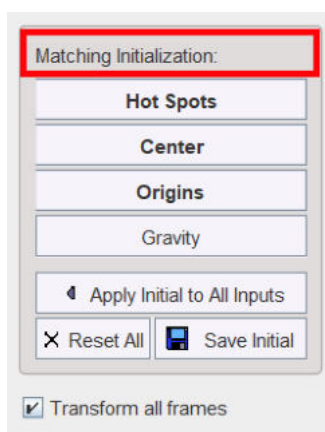 Matching Initialization:
Hot Spots
Center
Origins
Gravity
Apply Initial to All Inputs
Reset All Save Initial
Transform all frames